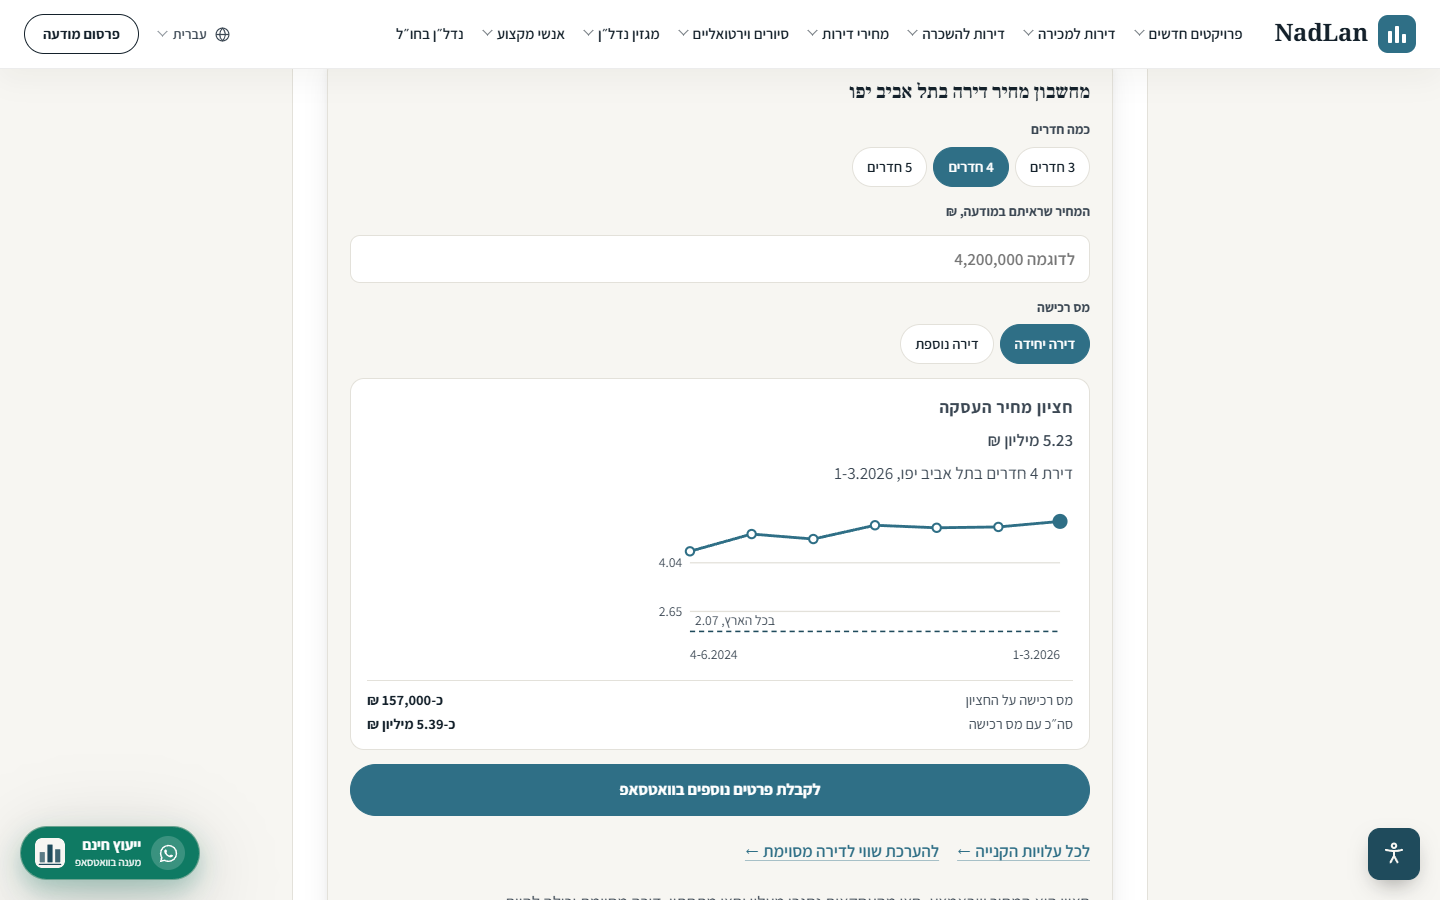 NadLan
פרויקטים חדשים
דירות למכירה
דירות להשכרה
מחירי דירות
סיורים וירטואליים
מגזין נדל״ן
אנשי מקצוע
נדל״ן בחו״ל
עברית
פרסום מודעה
מחשבון מחיר דירה בתל אביב יפו
כמה חדרים
3 חדרים
4 חדרים
5 חדרים
המחיר שראיתם במודעה, ₪
לדוגמה 4,200,000
מס רכישה
דירה יחידה
דירה נוספת
חציון מחיר העסקה
5.23 מיליון ₪
דירת 4 חדרים בתל אביב יפו, 1-3.2026
4.04
2.65
בכל הארץ, 2.07
4-6.2024
1-3.2026
מס רכישה על החציון
כ-157,000 ₪
סה״כ עם מס רכישה
כ-5.39 מיליון ₪
לקבלת פרטים נוספים בוואטסאפ
לכל עלויות הקנייה ←
להערכת שווי לדירה מסוימת ←
ייעוץ חינם
מענה בוואטסאפ